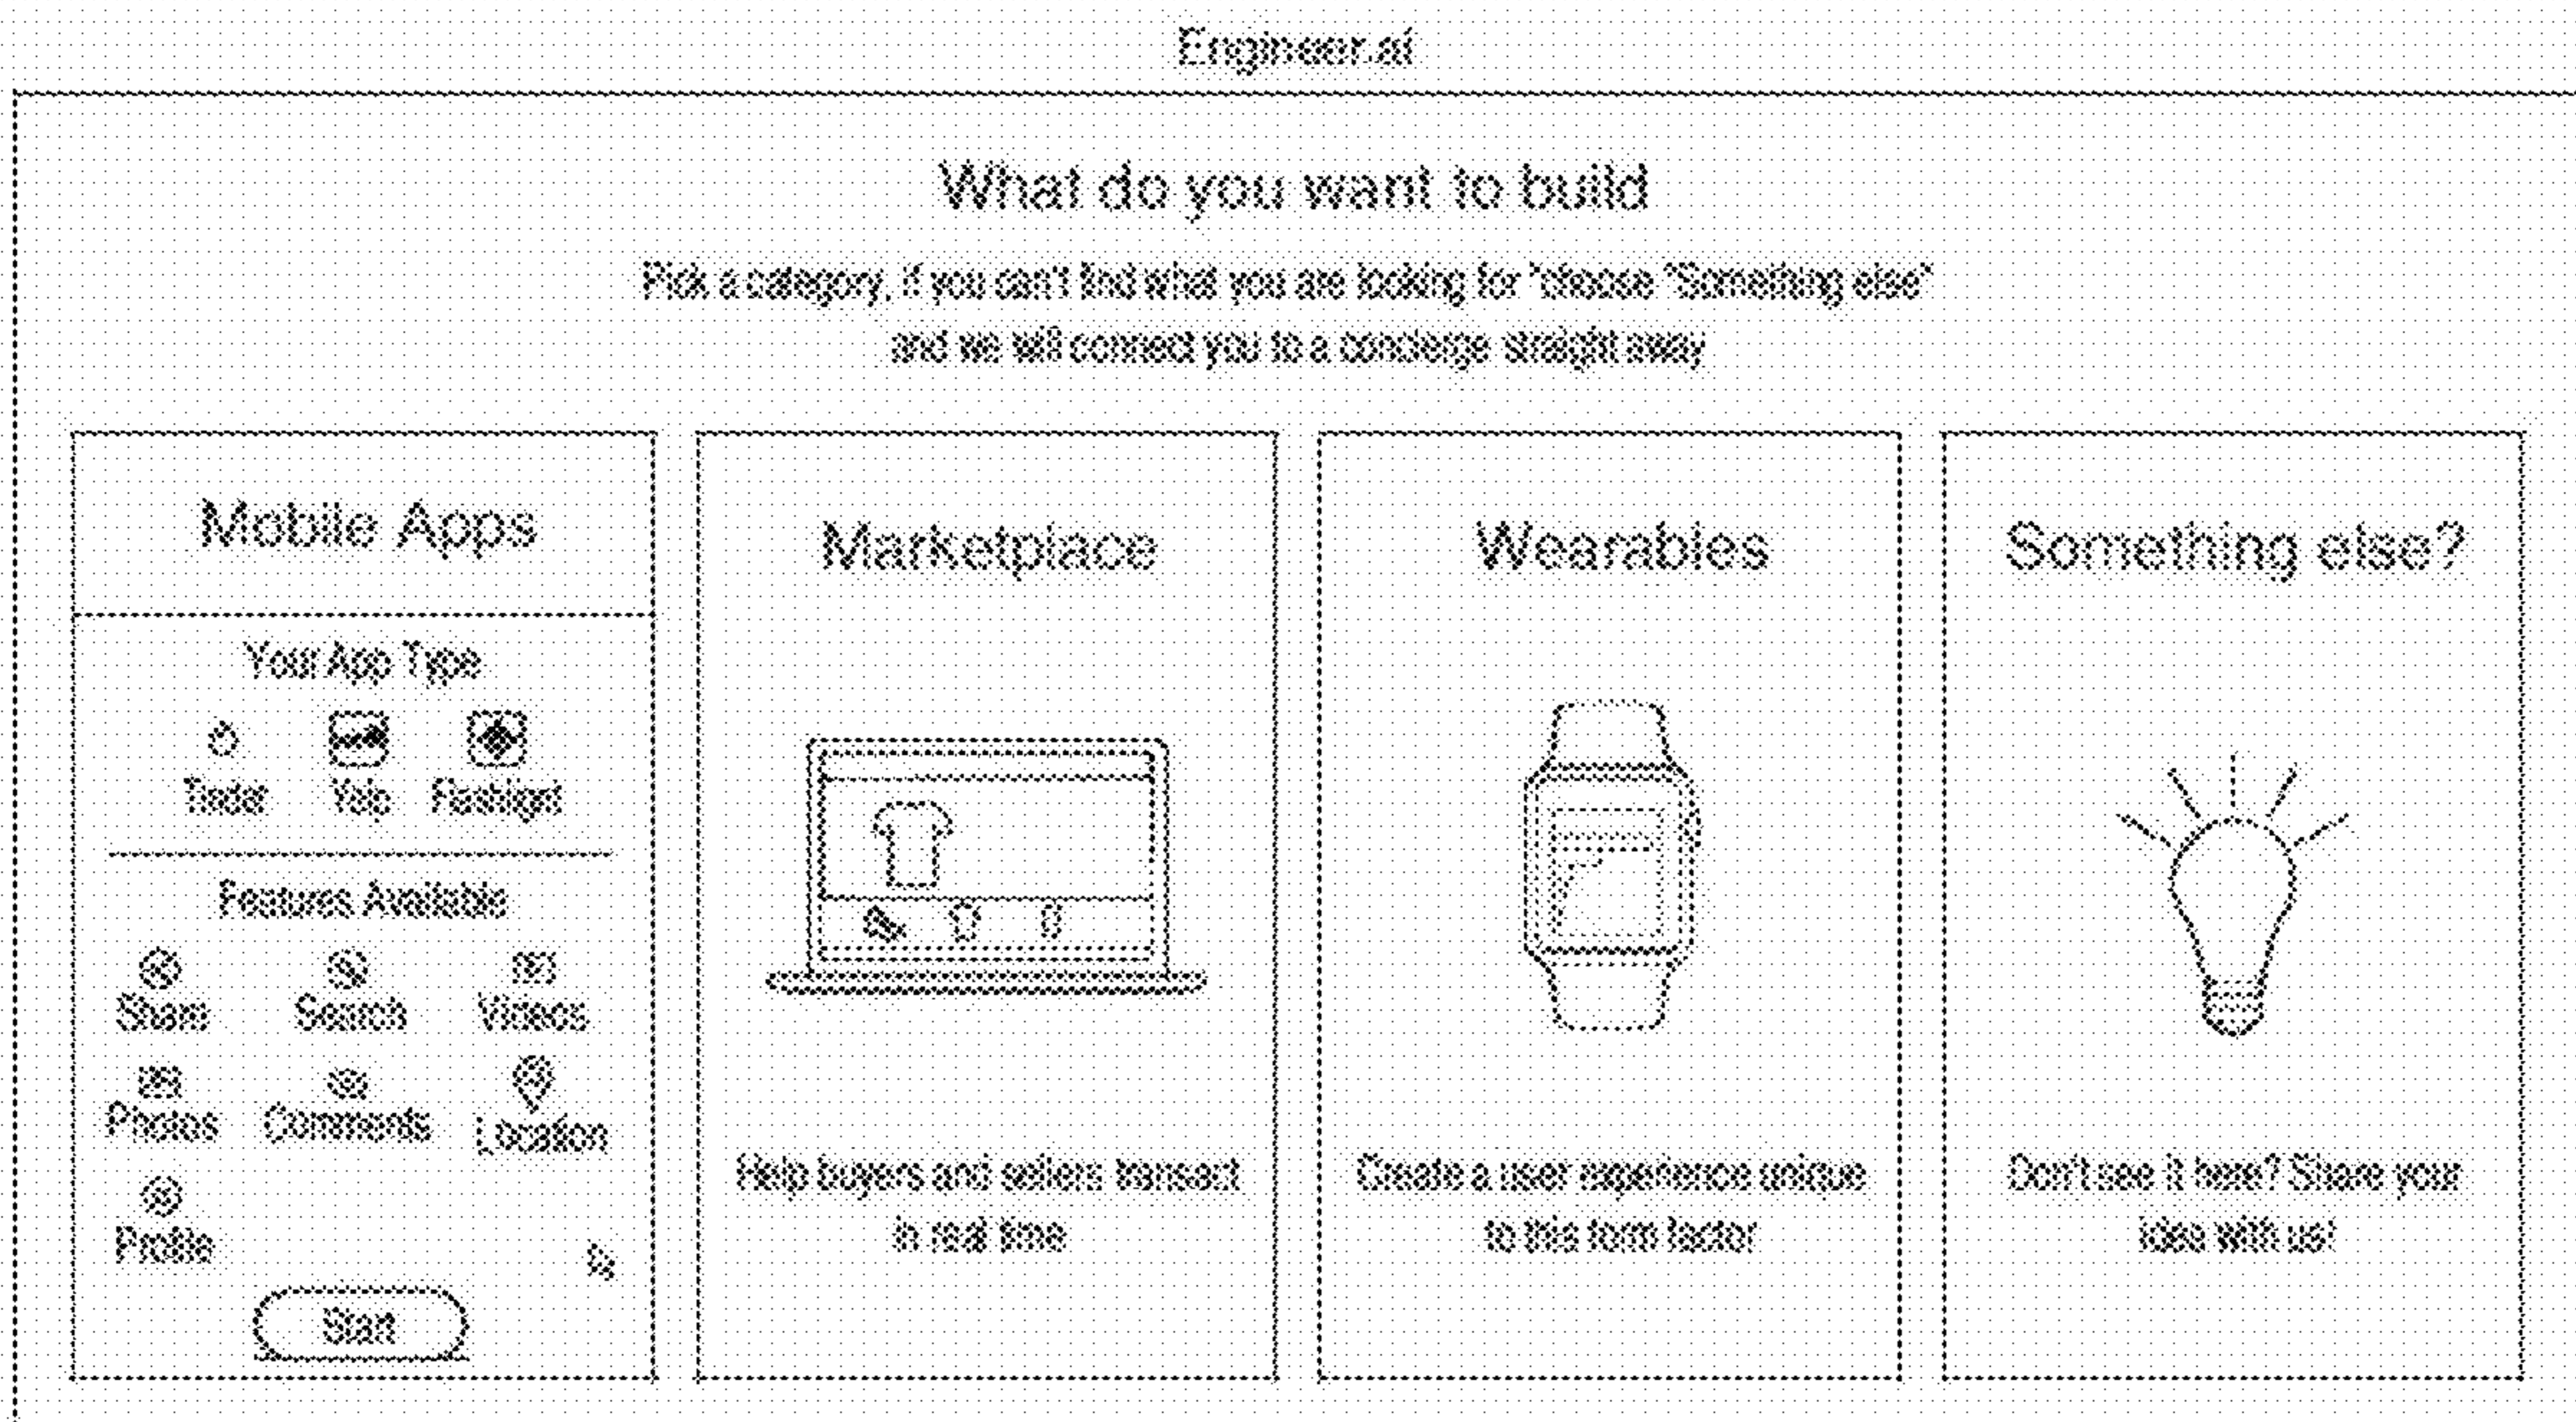 Engineer.ai
What do you want to build
Pick a category, if you can't find what you are looking for "choose "Something else"
and we will connect you to a concierge straight away
Mobile Apps
Your App Type
Tinder Yelp
Features Available
Share Search Videos
Photos Comments Location
Profile
Start
Marketplace
Help buyers and sellers transact
in real time
Wearables
Create a user experience unique
to this form factor
Something else?
Don't see it here? Share your
idea with us!